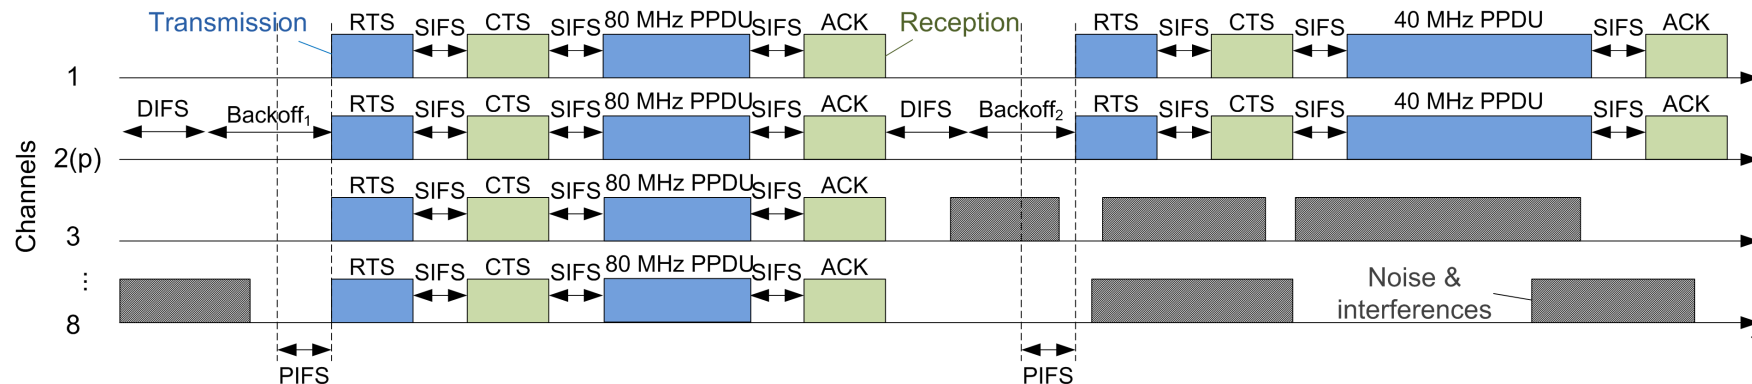 Transmission
RTS SIFS CTS SIFS 80 MHz PPDU SIFS ACK Reception RTS SIFS CTS SIFS 40 MHz PPDU SIFS ACK
1
DIFS Backoff₁ RTS SIFS CTS SIFS 80 MHz PPDU SIFS ACK DIFS Backoff₂ RTS SIFS CTS SIFS 40 MHz PPDU SIFS ACK
Channels
2(p)
RTS SIFS CTS SIFS 80 MHz PPDU SIFS ACK
3
RTS SIFS CTS SIFS 80 MHz PPDU SIFS ACK
⋮
Noise &
interferences
8
PIFS PIFS